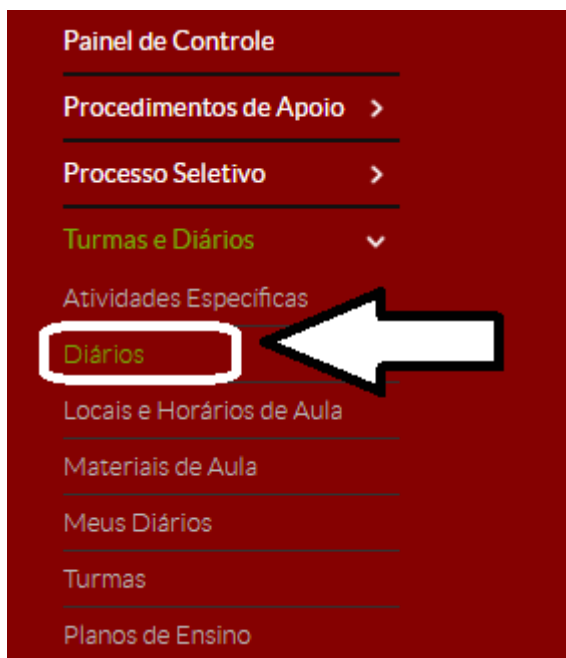 Painel de Controle
Procedimentos de Apoio
Processo Seletivo
Turmas e Diários
Atividades Específicas
Diários
Locais e Horários de Aula
Materiais de Aula
Meus Diários
Turmas
Planos de Ensino